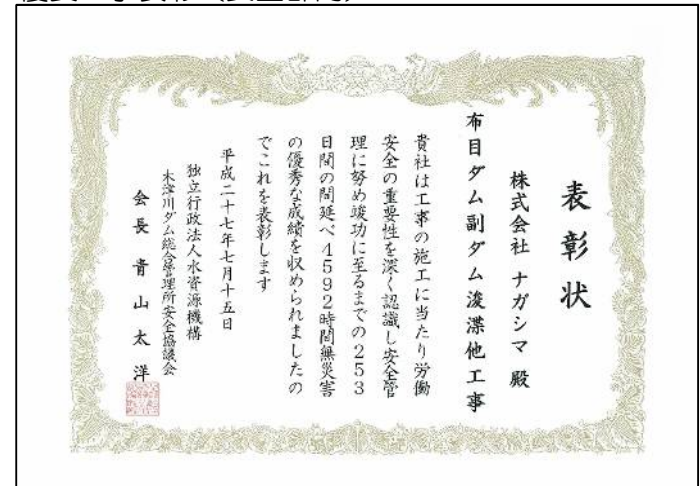 表彰状
株式会社 ナガシマ 殿
布目ダム副ダム浚渫他工事
貴社は工事の施工に当たり労働
安全の重要性を深く認識し安全管
理に努め竣功に至るまでの253
日間の間延べ4592時間無災害
の優秀な成績を収められましたの
でこれを表彰します
平成二十七年七月十五日
独立行政法人水資源機構
木津川ダム総合管理所安全協議会
会長 青山太洋